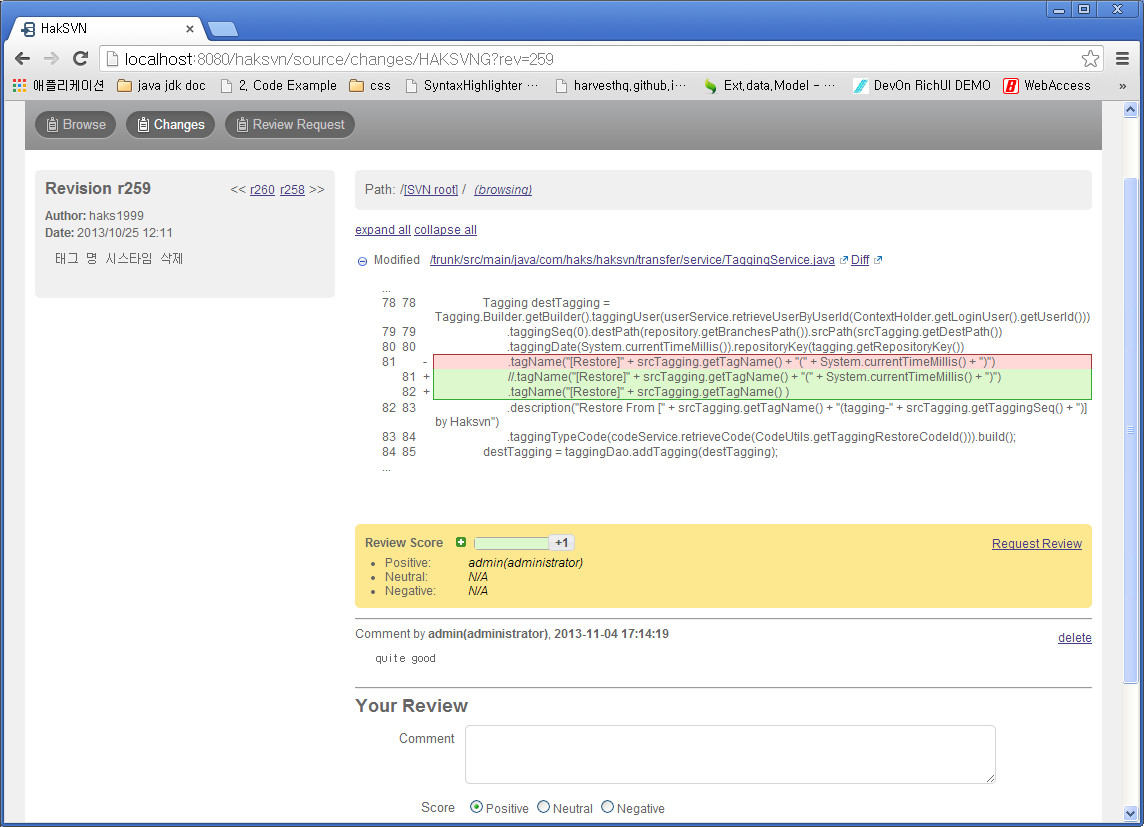 HakSVN
localhost:8080/haksvn/source/changes/HAKSVNG?rev=259
애플리케이션 java jdk doc 2. Code Example css SyntaxHighlighter ... harvesthq.github.i... Ext.data.Model - ... DevOn RichUI DEMO WebAccess »
Browse Changes Review Request
Revision r259 << r260 r258 >>
Author: haks1999
Date: 2013/10/25 12:11
태그 명 시스타임 삭제
Path: /[SVN root] / (browsing)
expand all collapse all
Modified /trunk/src/main/java/com/haks/haksvn/transfer/service/TaggingService.java Diff
...
78 78 Tagging destTagging =
Tagging.Builder.getBuilder().taggingUser(userService.retrieveUserByUserId(ContextHolder.getLoginUser().getUserId()))
79 79 .taggingSeq(0).destPath(repository.getBranchesPath()).srcPath(srcTagging.getDestPath())
80 80 .taggingDate(System.currentTimeMillis()).repositoryKey(tagging.getRepositoryKey())
81 - .tagName("[Restore]" + srcTagging.getTagName() + "(" + System.currentTimeMillis() + ")")
81 + //.tagName("[Restore]" + srcTagging.getTagName() + "(" + System.currentTimeMillis() + ")")
82 + .tagName("[Restore]" + srcTagging.getTagName() )
82 83 .description("Restore From [" + srcTagging.getTagName() + "(tagging-" + srcTagging.getTaggingSeq() + ")]
by Haksvn")
83 84 .taggingTypeCode(codeService.retrieveCode(CodeUtils.getTaggingRestoreCodeId())).build();
84 85 destTagging = taggingDao.addTagging(destTagging);
...
Review Score +1 Request Review
Positive: admin(administrator)
Neutral: N/A
Negative: N/A
Comment by admin(administrator), 2013-11-04 17:14:19 delete
quite good
Your Review
Comment
Score Positive Neutral Negative